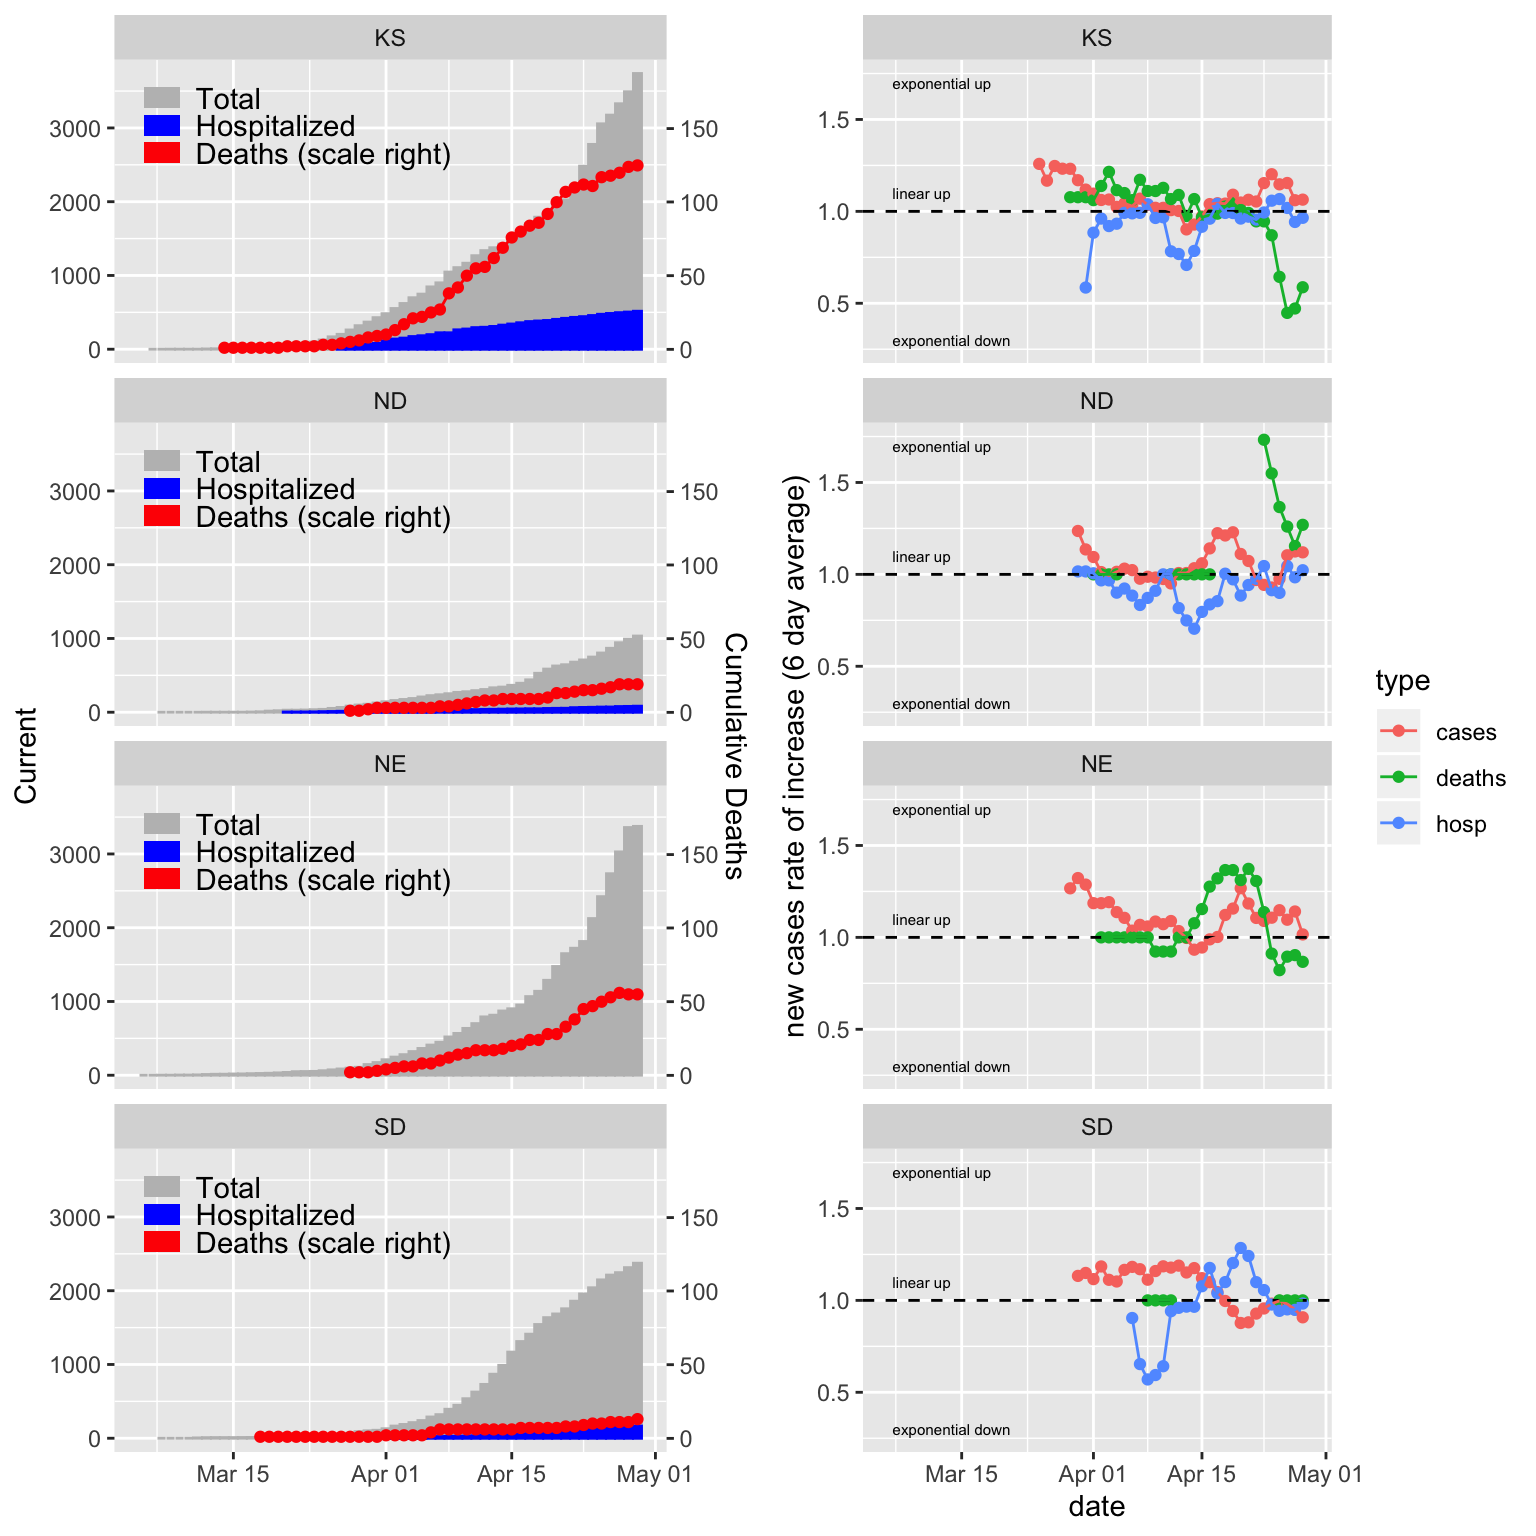 KS
Total
Hospitalized
Deaths (scale right)
3000
2000
1000
0
150
100
50
0
ND
Total
Hospitalized
Deaths (scale right)
3000
2000
1000
0
150
100
50
0
NE
Total
Hospitalized
Deaths (scale right)
3000
2000
1000
0
150
100
50
0
SD
Total
Hospitalized
Deaths (scale right)
3000
2000
1000
0
150
100
50
0
Mar 15
Apr 01
Apr 15
May 01
Current
Cumulative Deaths
KS
exponential up
linear up
exponential down
1.5
1.0
0.5
ND
exponential up
linear up
exponential down
1.5
1.0
0.5
NE
exponential up
linear up
exponential down
1.5
1.0
0.5
SD
exponential up
linear up
exponential down
1.5
1.0
0.5
Mar 15
Apr 01
Apr 15
May 01
date
new cases rate of increase (6 day average)
type
cases
deaths
hosp